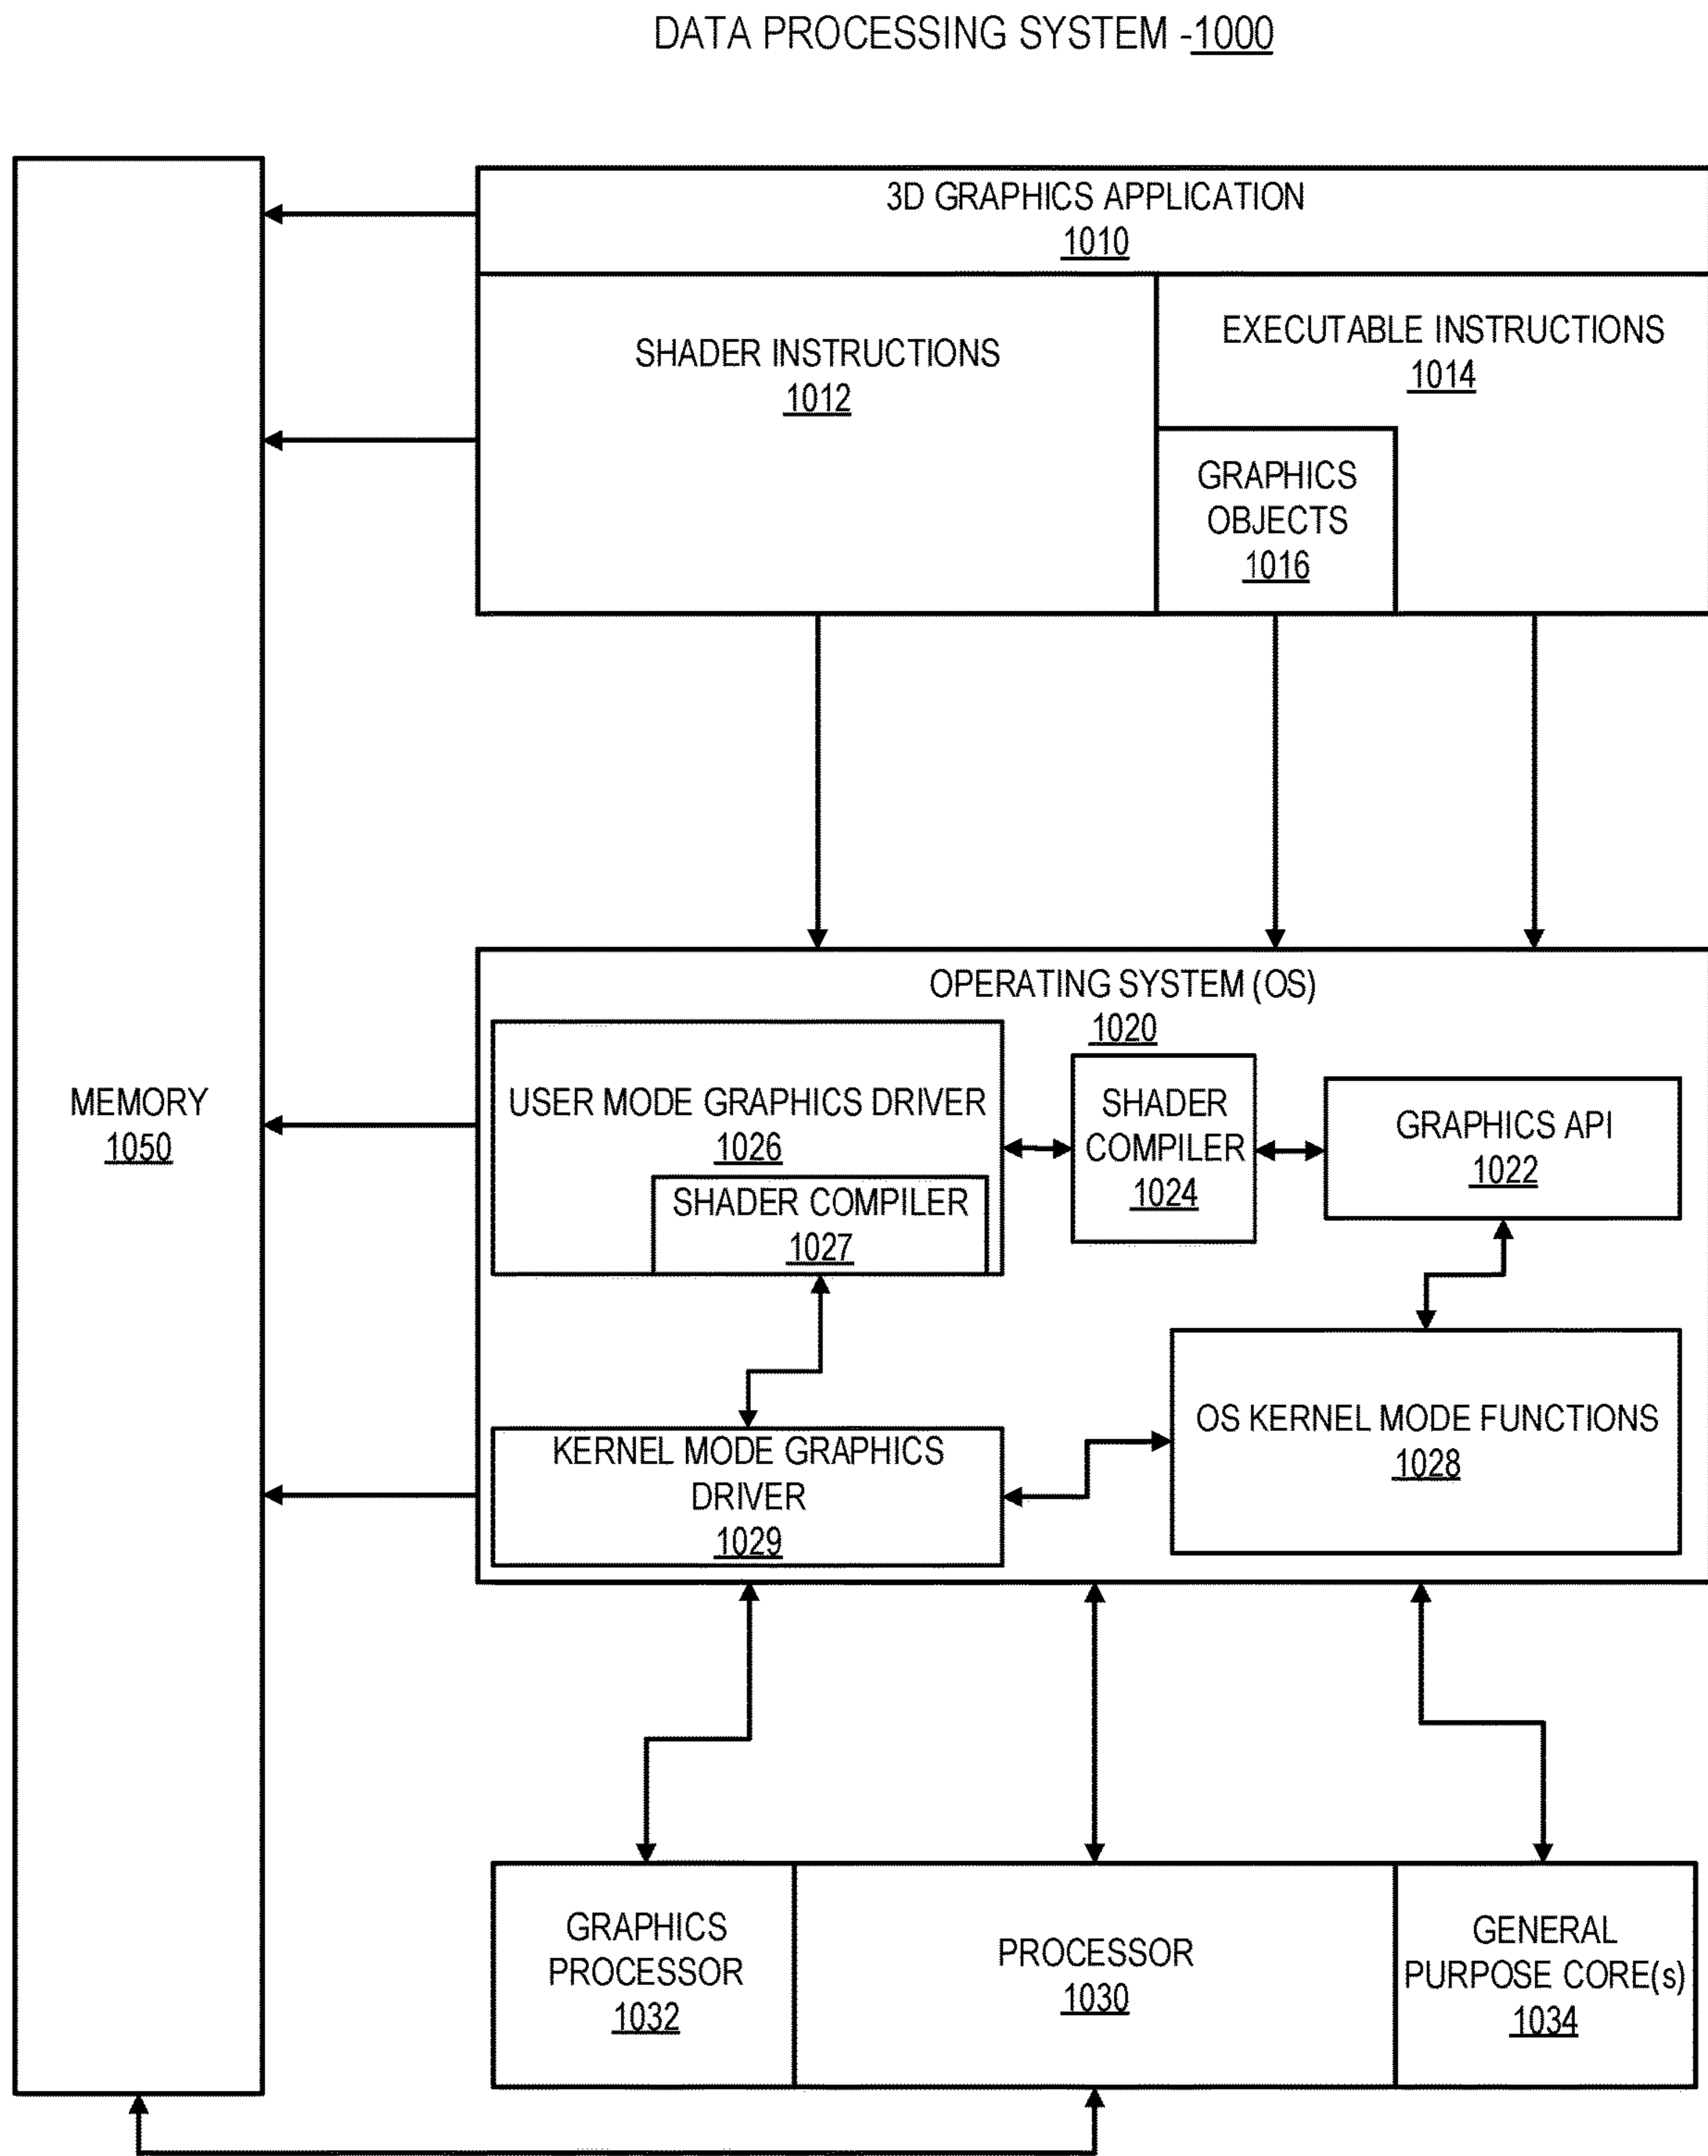 DATA PROCESSING SYSTEM -1000
3D GRAPHICS APPLICATION
1010
SHADER INSTRUCTIONS
1012
EXECUTABLE INSTRUCTIONS
1014
GRAPHICS
OBJECTS
1016
MEMORY
1050
OPERATING SYSTEM (OS)
1020
USER MODE GRAPHICS DRIVER
1026
SHADER COMPILER
1027
SHADER
COMPILER
1024
GRAPHICS API
1022
KERNEL MODE GRAPHICS
DRIVER
1029
OS KERNEL MODE FUNCTIONS
1028
GRAPHICS
PROCESSOR
1032
PROCESSOR
1030
GENERAL
PURPOSE CORE(s)
1034